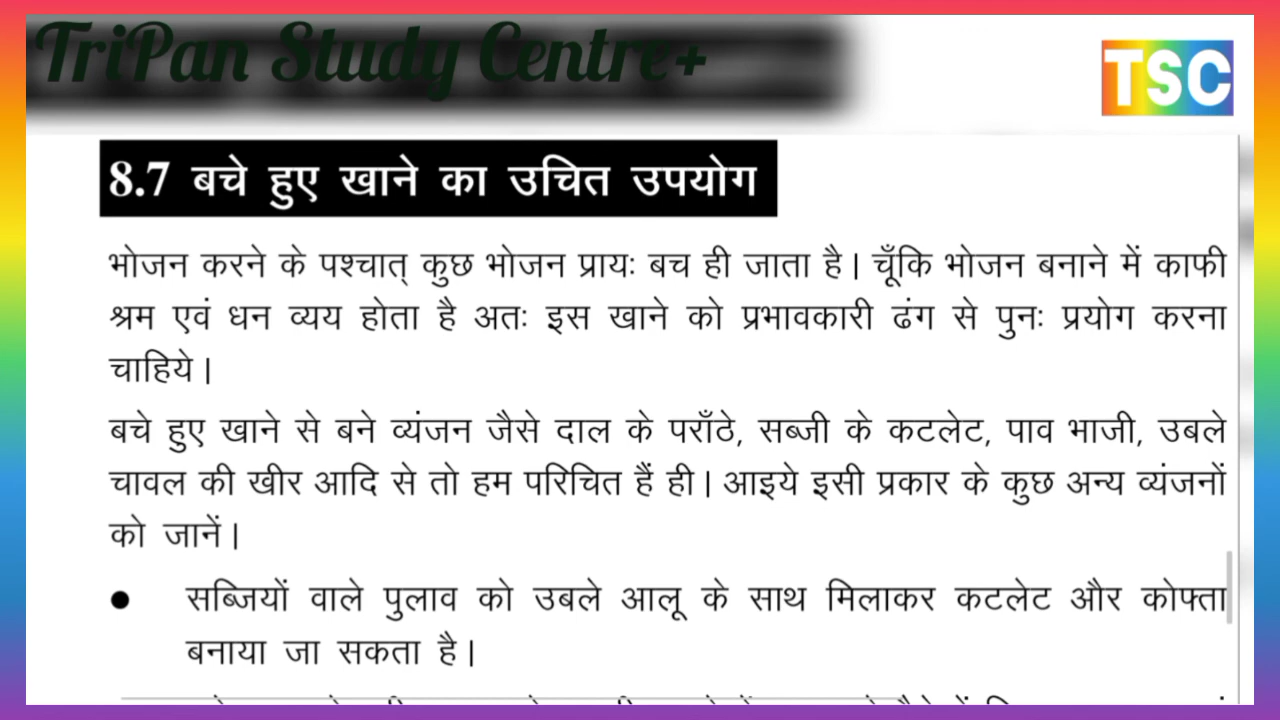 TriPan Study Centre+
TSC
8.7 बचे हुए खाने का उचित उपयोग
भोजन करने के पश्चात् कुछ भोजन प्रायः बच ही जाता है। चूँकि भोजन बनाने में काफी
श्रम एवं धन व्यय होता है अतः इस खाने को प्रभावकारी ढंग से पुनः प्रयोग करना
चाहिये।
बचे हुए खाने से बने व्यंजन जैसे दाल के पराँठे, सब्जी के कटलेट, पाव भाजी, उबले
चावल की खीर आदि से तो हम परिचित हैं ही। आइये इसी प्रकार के कुछ अन्य व्यंजनों
को जानें।
● सब्जियों वाले पुलाव को उबले आलू के साथ मिलाकर कटलेट और कोफ्ता
बनाया जा सकता है।